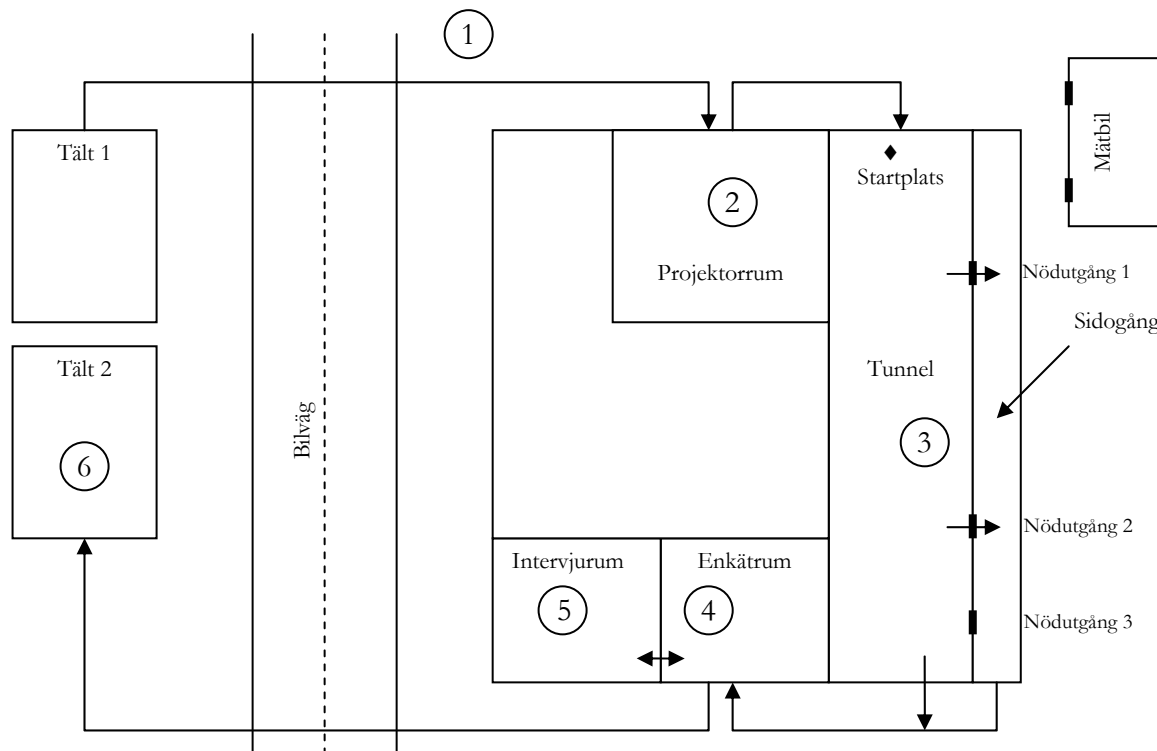 1
Tält 1
Mätbil
Startplats
2
Projektorrum
Nödutgång 1
Sidogång
Tält 2
Tunnel
Bilväg
3
6
Nödutgång 2
Intervjurum
Enkätrum
5
4
Nödutgång 3